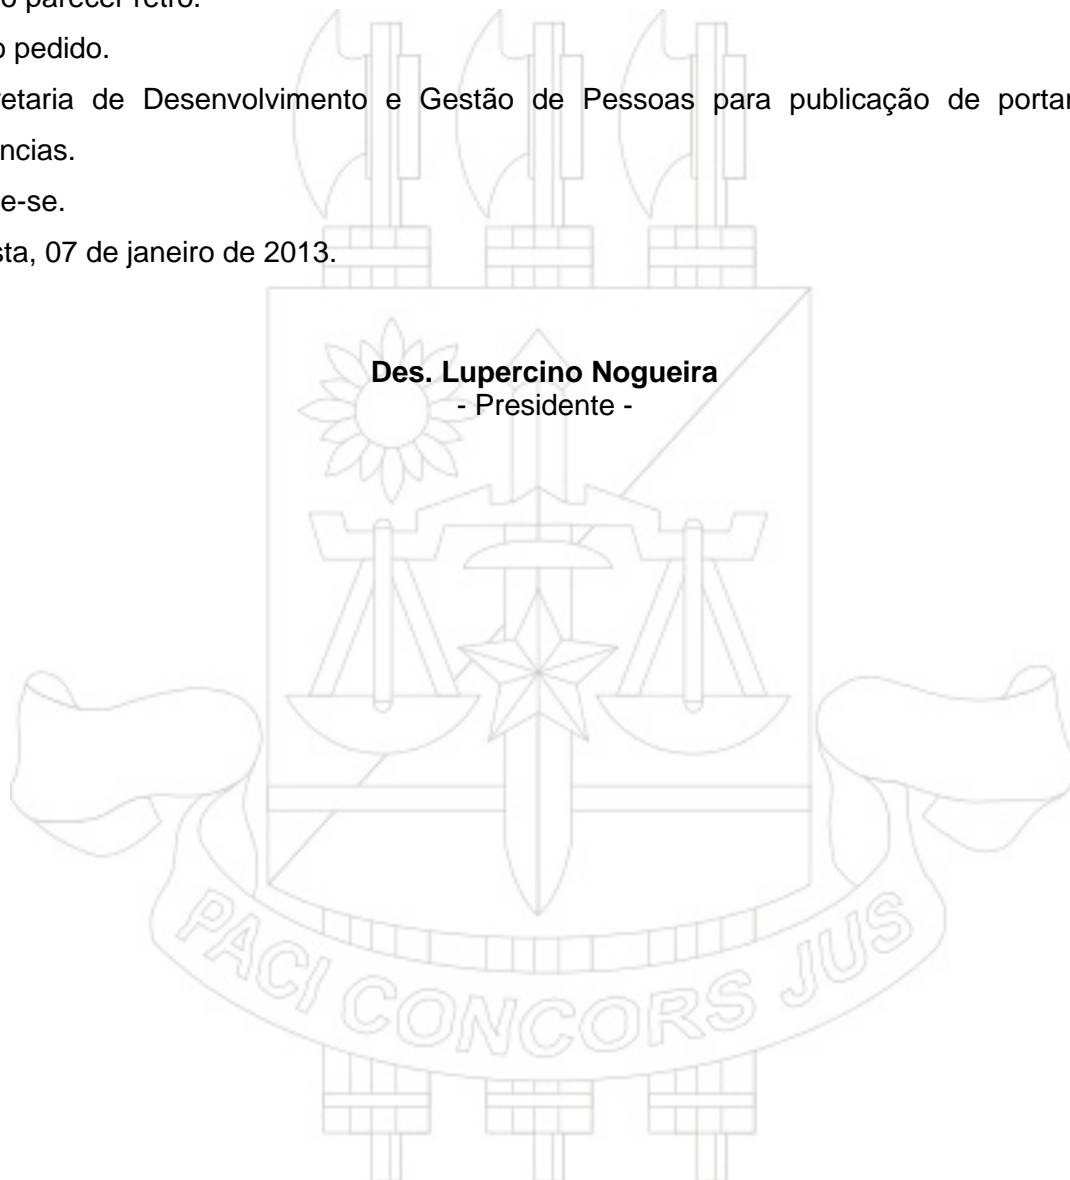 o parecer retro.
o pedido.
retaria de Desenvolvimento e Gestão de Pessoas para publicação de portar
ncias.
e-se.
sta, 07 de janeiro de 2013.
Des. Lupercino Nogueira
- Presidente -
PACI CONCORS JUS